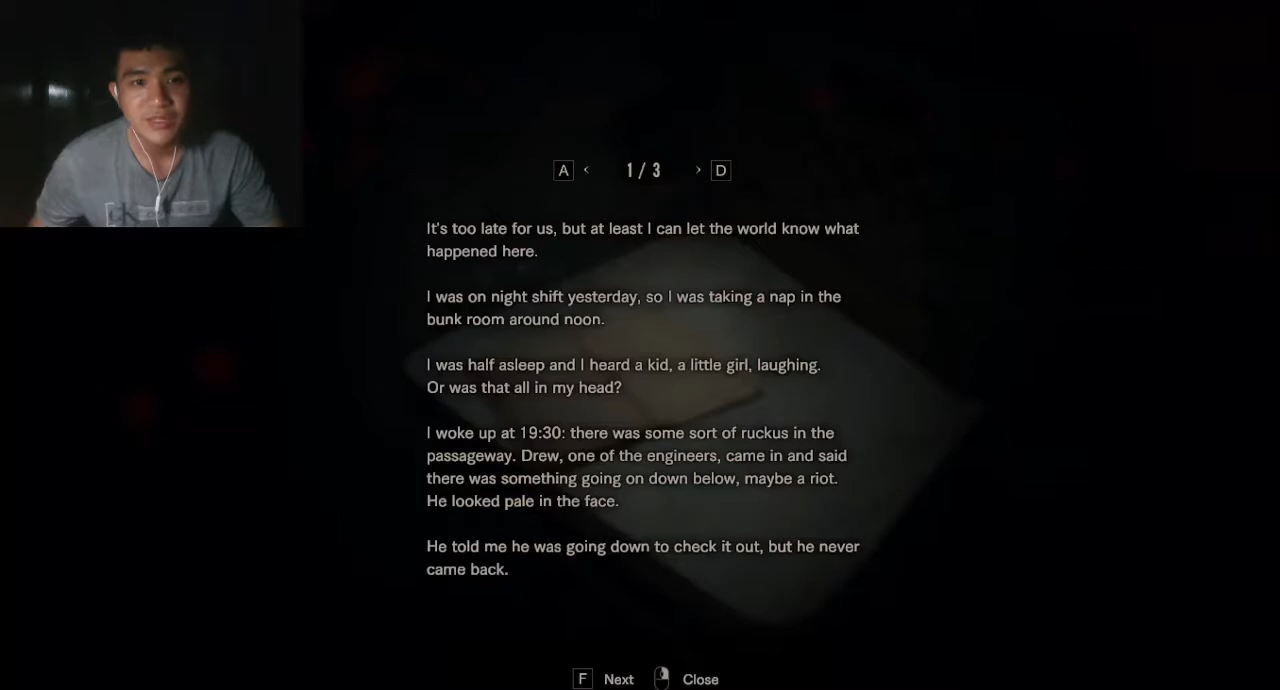 A < 1 / 3 > D
It's too late for us, but at least I can let the world know what
happened here.
I was on night shift yesterday, so I was taking a nap in the
bunk room around noon.
I was half asleep and I heard a kid, a little girl, laughing.
Or was that all in my head?
I woke up at 19:30: there was some sort of ruckus in the
passageway. Drew, one of the engineers, came in and said
there was something going on down below, maybe a riot.
He looked pale in the face.
He told me he was going down to check it out, but he never
came back.
F Next Close